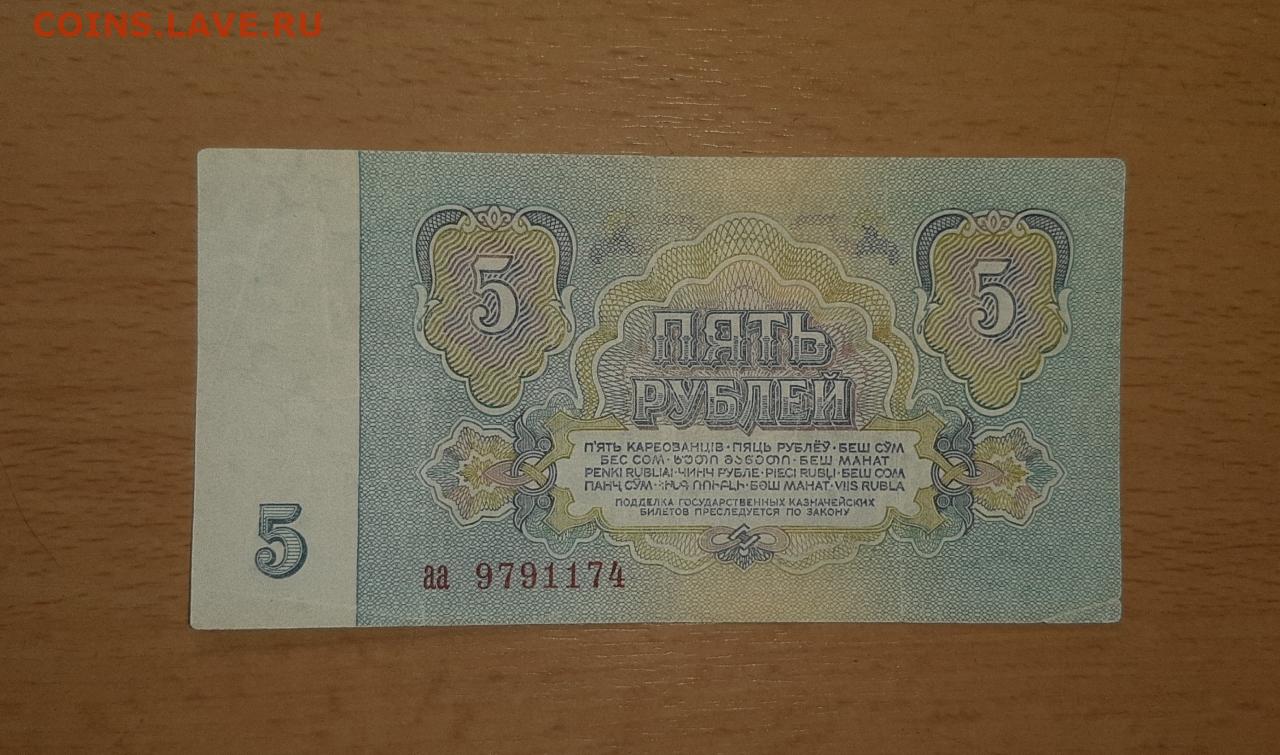 COINS.LAVE.RU
5 5
ПЯТЬ
РУБЛЕЙ
П'ЯТЬ КАРБОВАНЦІВ · ПЯЦЬ РУБЛЁЎ · БЕШ СЎМ
БЕС СОМ · ᲮᲣᲗᲘ ᲛᲐᲜᲔᲗᲘ · БЕШ МАНАТ
PENKI RUBLIAI · ЧИНЧ РУБЛЕ · PIECI RUBĻI · БЕШ СОМ
ПАНҶ СЎМ · ՀԻՆԳ ՌՈՒԲԼԻ · БӘШ МАНАТ · VIIS RUBLA
ПОДДЕЛКА ГОСУДАРСТВЕННЫХ КАЗНАЧЕЙСКИХ
БИЛЕТОВ ПРЕСЛЕДУЕТСЯ ПО ЗАКОНУ
5
аа 9791174